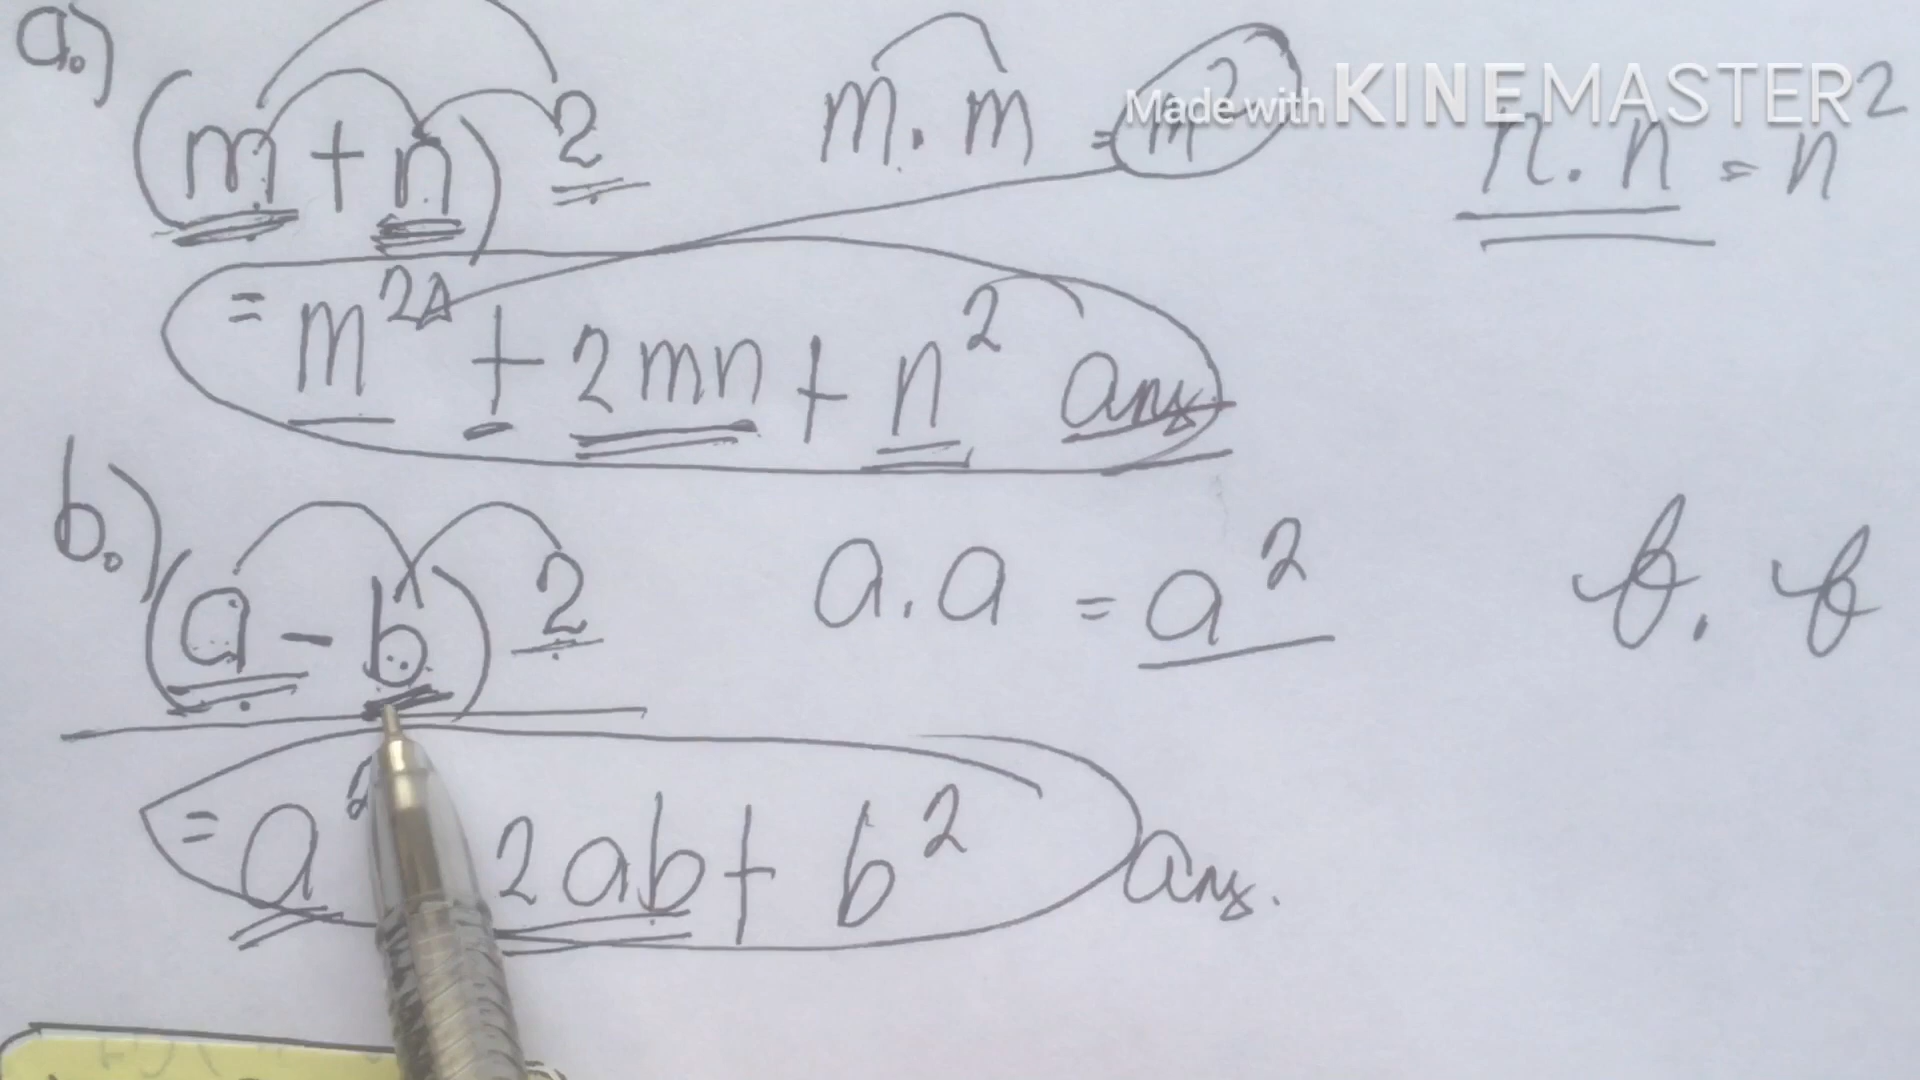 a.) (m + n)² m . m = m² n . n = n²
Made with KINEMASTER
= m² + 2mn + n² ans.
b.) (a - b)² a . a = a² b . b
= a² 2ab + b² ans.